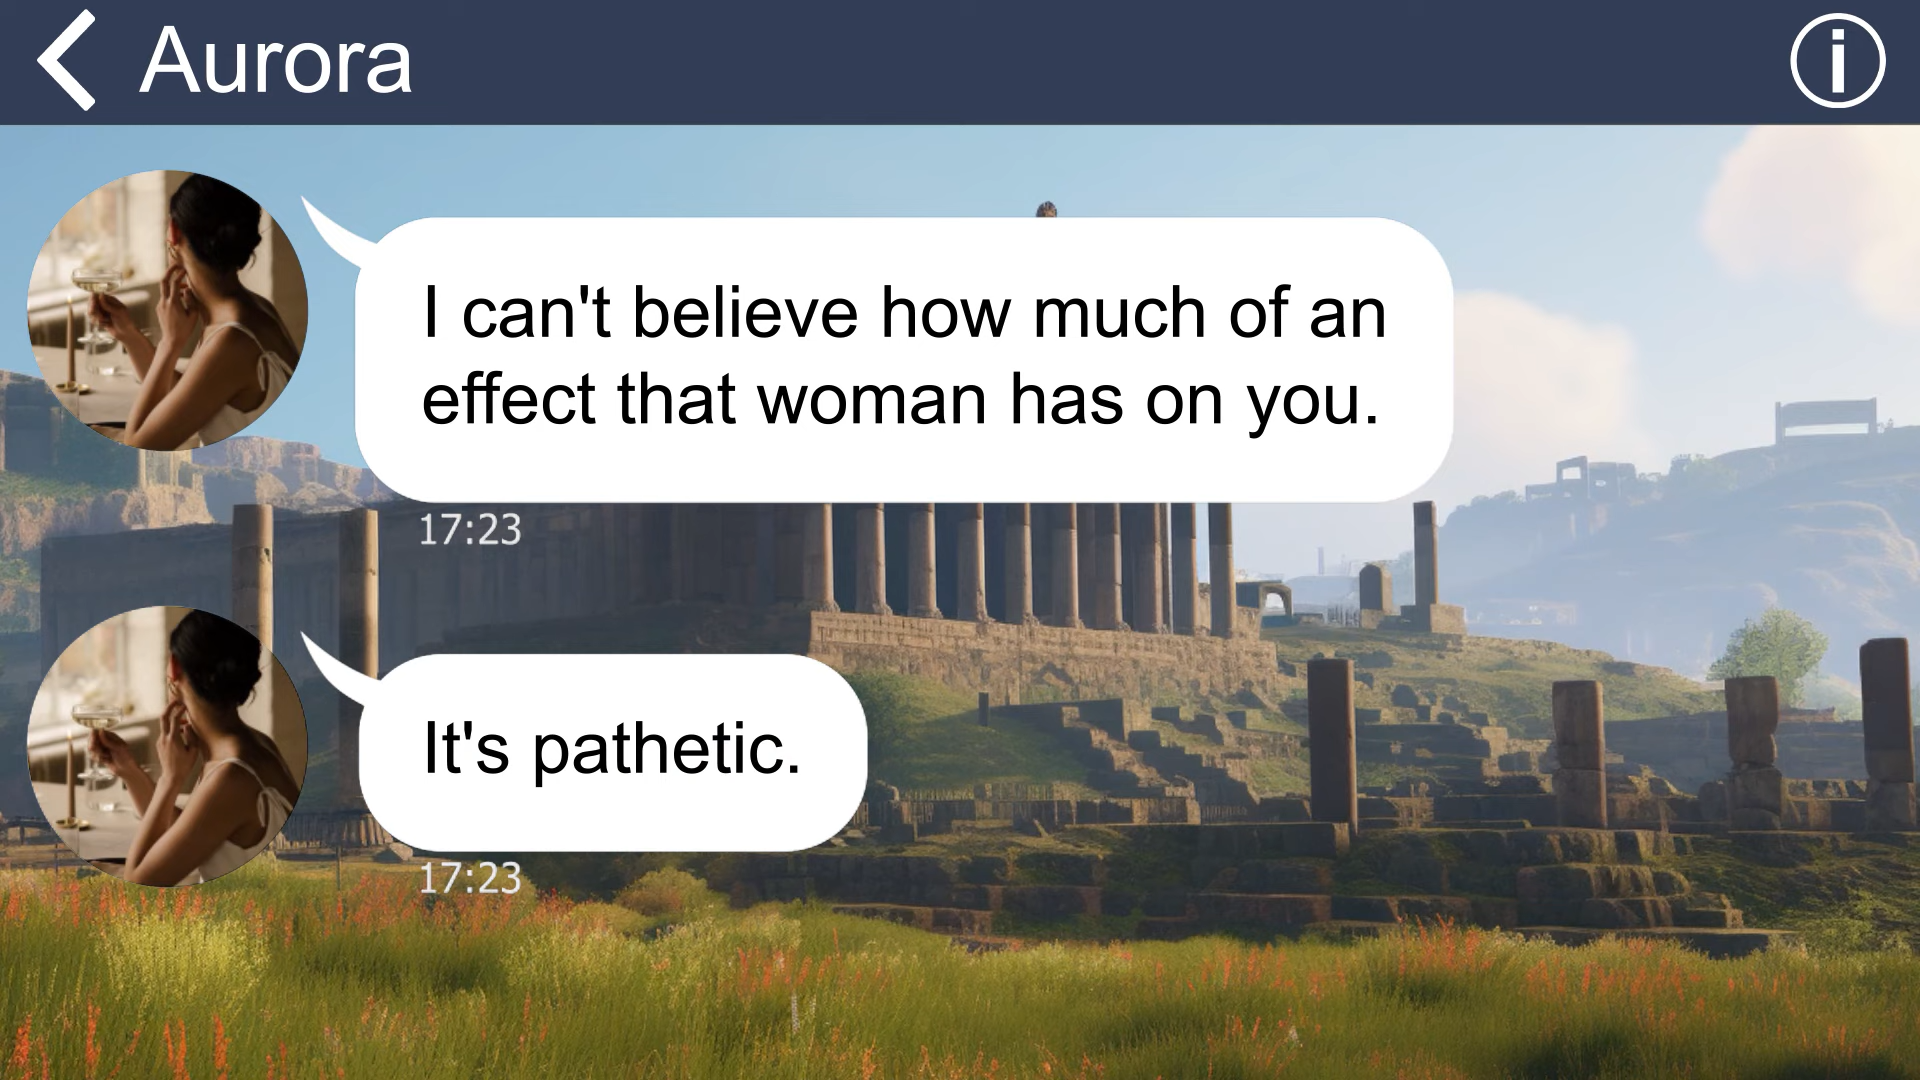 Aurora
I can't believe how much of an
effect that woman has on you.
17:23
It's pathetic.
17:23